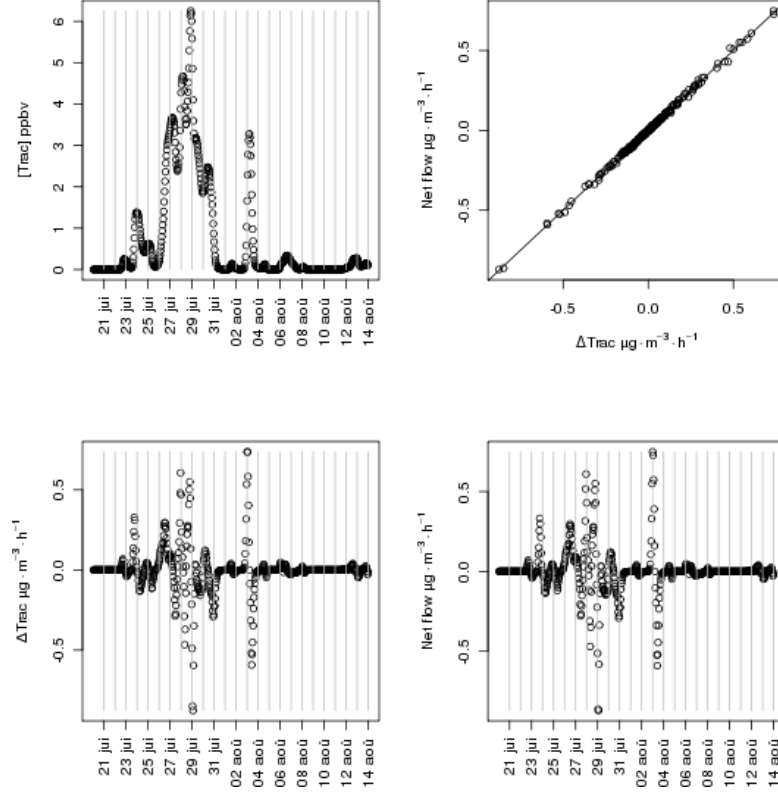 [Trac] ppbv
0 1 2 3 4 5 6
21 jui 23 jui 25 jui 27 jui 29 jui 31 jui 02 aoû 04 aoû 06 aoû 08 aoû 10 aoû 12 aoû 14 aoû
Net flow µg · m⁻³ · h⁻¹
-0.5 0.0 0.5
-0.5 0.0 0.5
ΔTrac µg · m⁻³ · h⁻¹
ΔTrac µg · m⁻³ · h⁻¹
-0.5 0.0 0.5
21 jui 23 jui 25 jui 27 jui 29 jui 31 jui 02 aoû 04 aoû 06 aoû 08 aoû 10 aoû 12 aoû 14 aoû
Net flow µg · m⁻³ · h⁻¹
-0.5 0.0 0.5
21 jui 23 jui 25 jui 27 jui 29 jui 31 jui 02 aoû 04 aoû 06 aoû 08 aoû 10 aoû 12 aoû 14 aoû